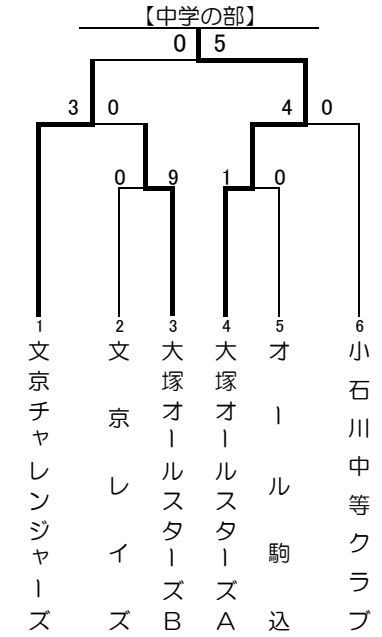 【中学の部】
0 5
3 0 4 0
0 9 1 0
1 2 3 4 5 6
文京チャレンジャーズ
文京レイズ
大塚オールスターズB
大塚オールスターズA
オール駒込
小石川中等クラブ